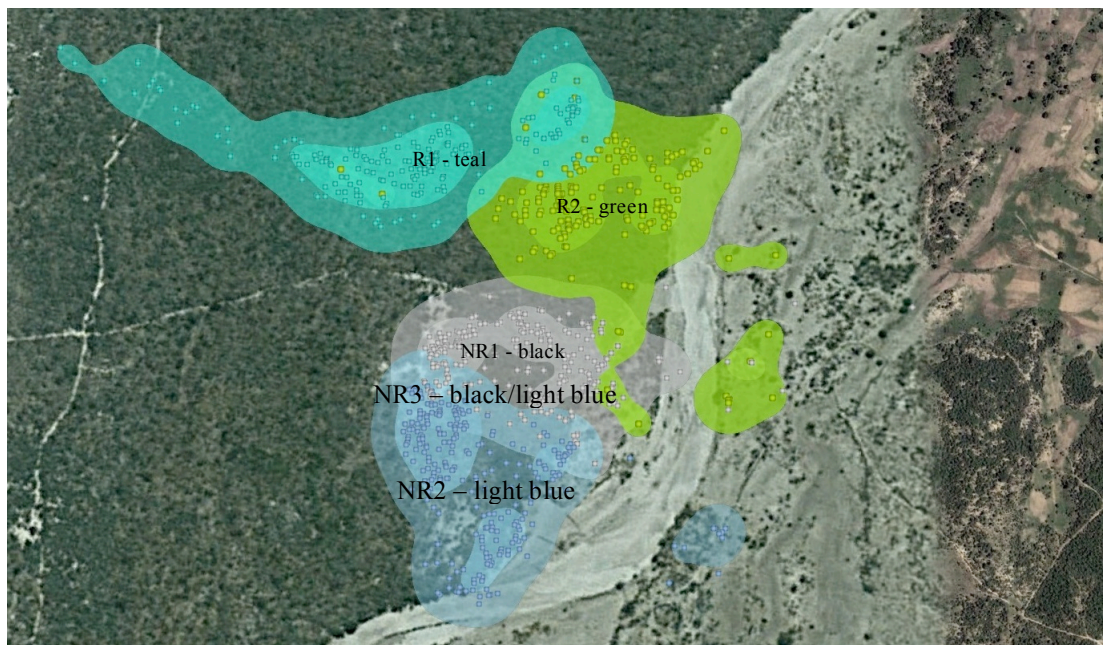 R1 - teal
R2 - green
NR1 - black
NR3 – black/light blue
NR2 – light blue